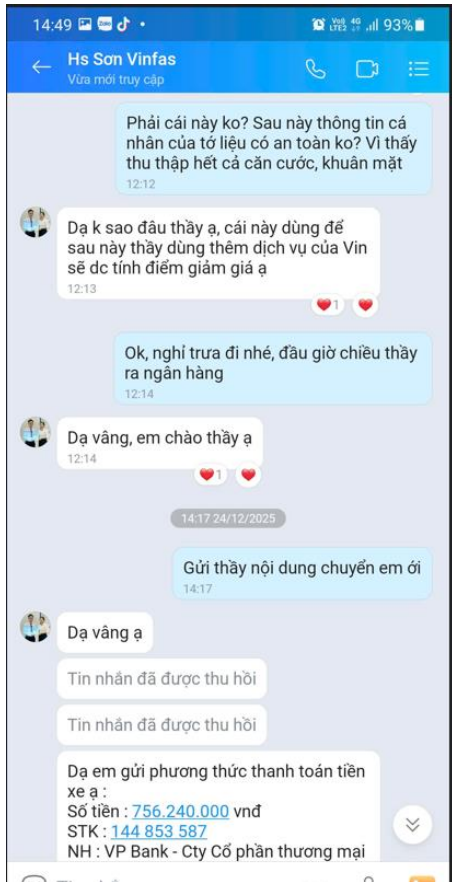 14:49
Vo)) 4G
LTE2 .ıll 93%
Hs Sơn Vinfas
Vừa mới truy cập
Phải cái này ko? Sau này thông tin cá
nhân của tớ liệu có an toàn ko? Vì thấy
thu thập hết cả căn cước, khuân mặt
12:12
Dạ k sao đâu thầy ạ, cái này dùng để
sau này thầy dùng thêm dịch vụ của Vin
sẽ dc tính điểm giảm giá ạ
12:13
1
Ok, nghỉ trưa đi nhé, đầu giờ chiều thầy
ra ngân hàng
12:14
Dạ vâng, em chào thầy ạ
12:14
1
14:17 24/12/2025
Gửi thầy nội dung chuyển em ới
14:17
Dạ vâng ạ
Tin nhắn đã được thu hồi
Tin nhắn đã được thu hồi
Dạ em gửi phương thức thanh toán tiền
xe ạ :
Số tiền : 756.240.000 vnđ
STK : 144 853 587
NH : VP Bank - Cty Cổ phần thương mại